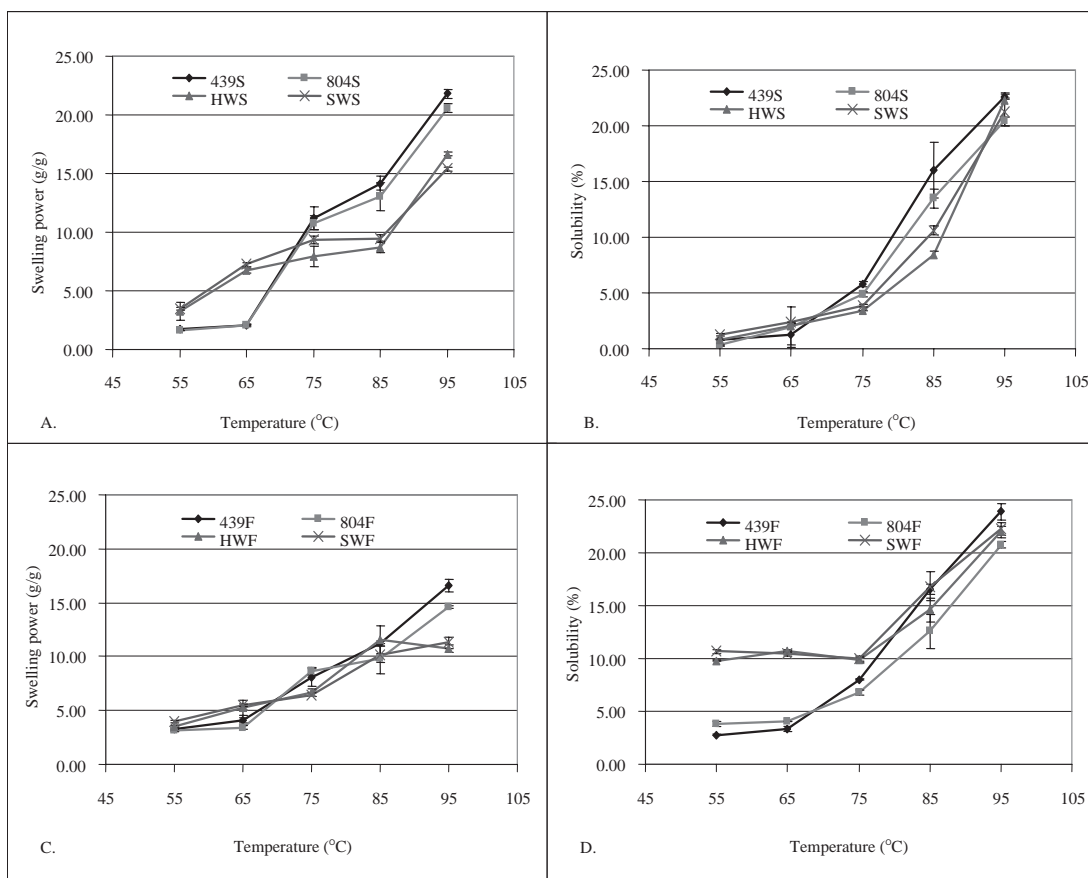 25.00
20.00
15.00
10.00
5.00
0.00
Swelling power (g/g)
439S 804S
HWS SWS
45 55 65 75 85 95 105
Temperature (°C)
A.
25.00
20.00
15.00
10.00
5.00
0.00
Solubility (%)
439S 804S
HWS SWS
45 55 65 75 85 95 105
Temperature (°C)
B.
25.00
20.00
15.00
10.00
5.00
0.00
Swelling power (g/g)
439F 804F
HWF SWF
45 55 65 75 85 95 105
Temperature (°C)
C.
25.00
20.00
15.00
10.00
5.00
0.00
Solubility (%)
439F 804F
HWF SWF
45 55 65 75 85 95 105
Temperature (°C)
D.